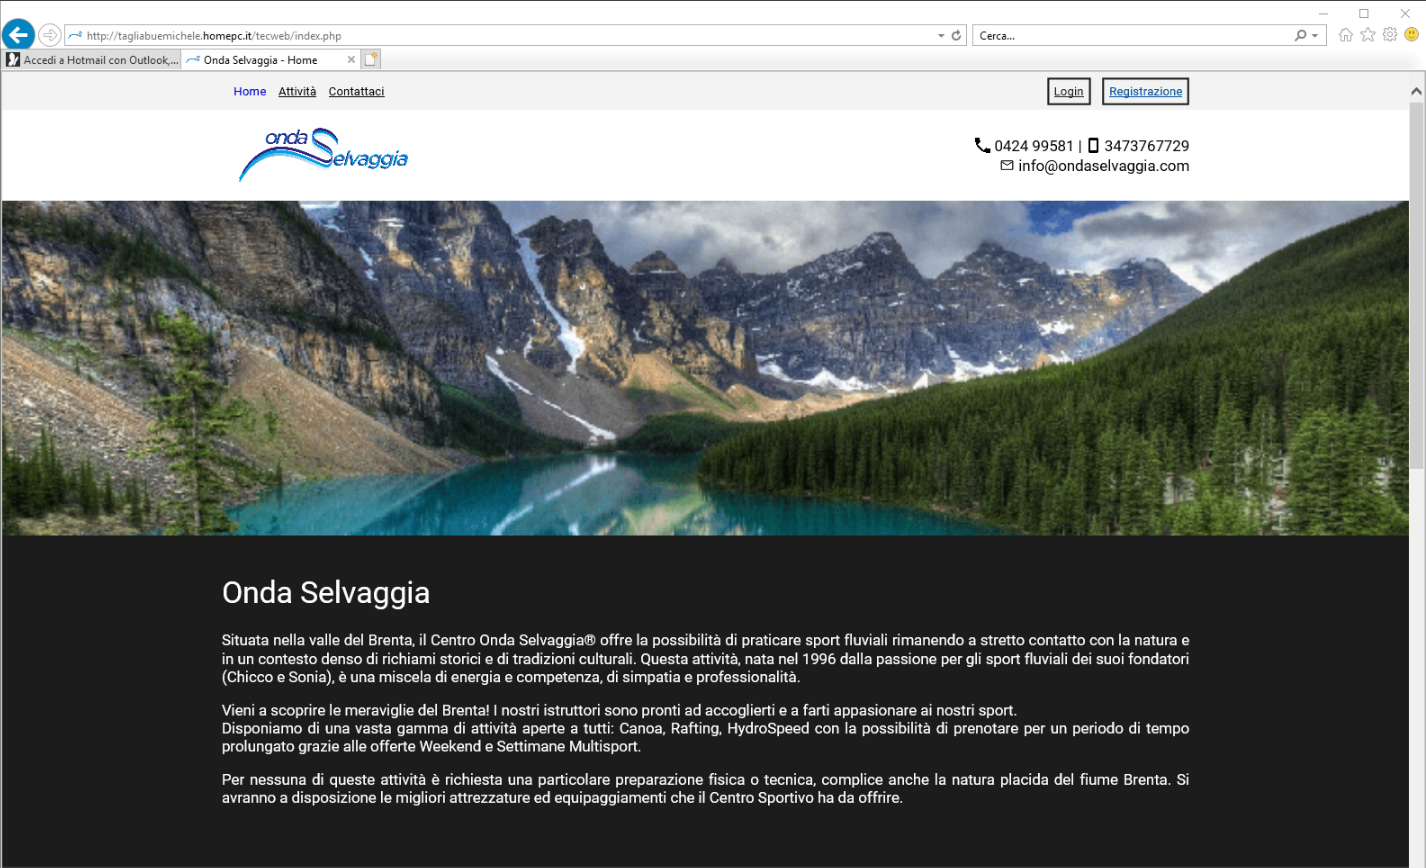 http://tagliabuemichele.homepc.it/tecweb/index.php
Cerca...
Accedi a Hotmail con Outlook,...
Onda Selvaggia - Home
Home Attività Contattaci
Login Registrazione
onda Selvaggia
0424 99581 | 3473767729
info@ondaselvaggia.com
Onda Selvaggia
Situata nella valle del Brenta, il Centro Onda Selvaggia® offre la possibilità di praticare sport fluviali rimanendo a stretto contatto con la natura e
in un contesto denso di richiami storici e di tradizioni culturali. Questa attività, nata nel 1996 dalla passione per gli sport fluviali dei suoi fondatori
(Chicco e Sonia), è una miscela di energia e competenza, di simpatia e professionalità.
Vieni a scoprire le meraviglie del Brenta! I nostri istruttori sono pronti ad accoglierti e a farti appasionare ai nostri sport.
Disponiamo di una vasta gamma di attività aperte a tutti: Canoa, Rafting, HydroSpeed con la possibilità di prenotare per un periodo di tempo
prolungato grazie alle offerte Weekend e Settimane Multisport.
Per nessuna di queste attività è richiesta una particolare preparazione fisica o tecnica, complice anche la natura placida del fiume Brenta. Si
avranno a disposizione le migliori attrezzature ed equipaggiamenti che il Centro Sportivo ha da offrire.